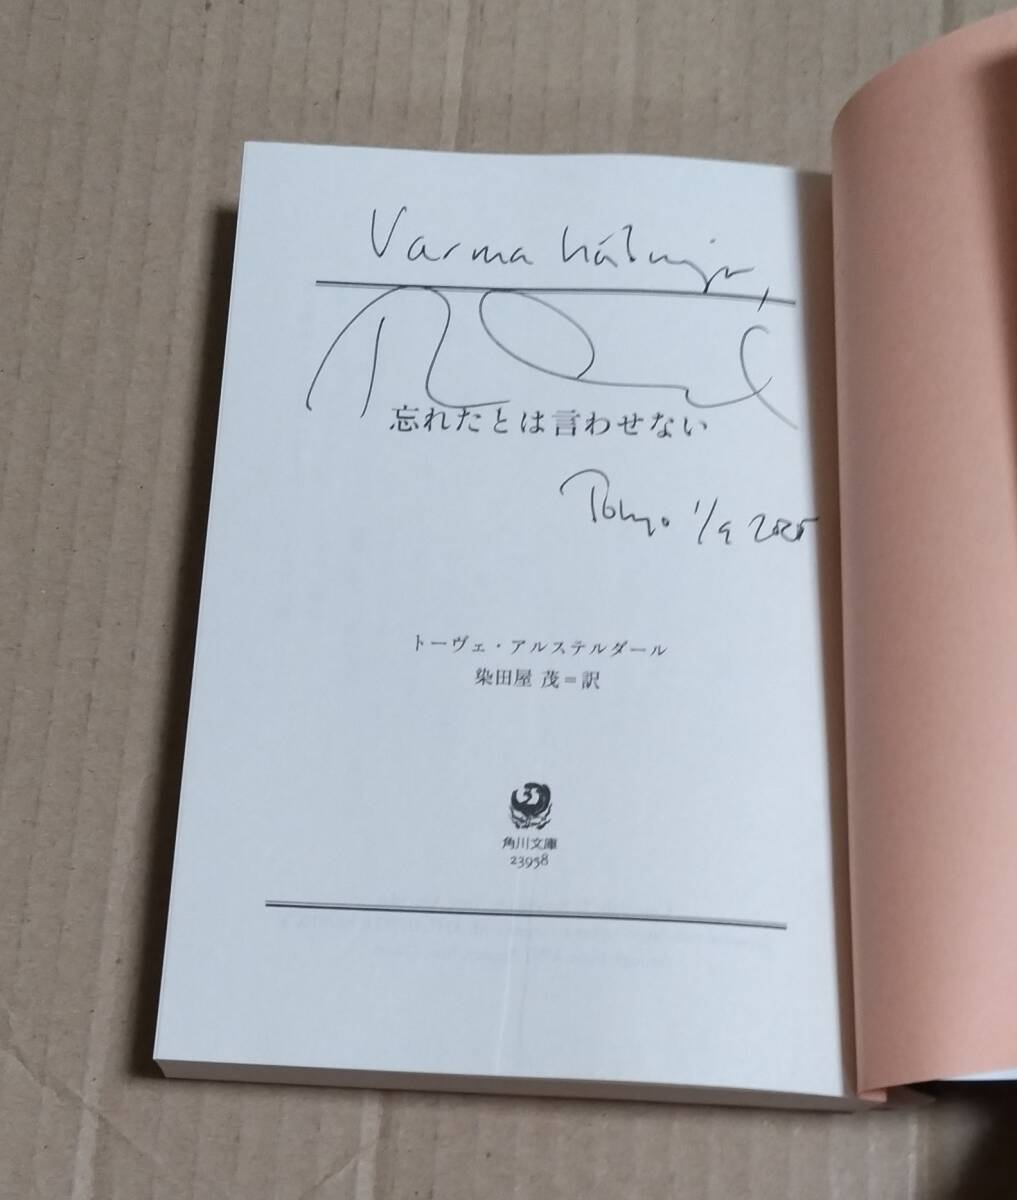 Varma hälsningar,
忘れたとは言わせない
Tokyo 1/9 2025
トーヴェ・アルステルダール
染田屋 茂＝訳
角川文庫
23958